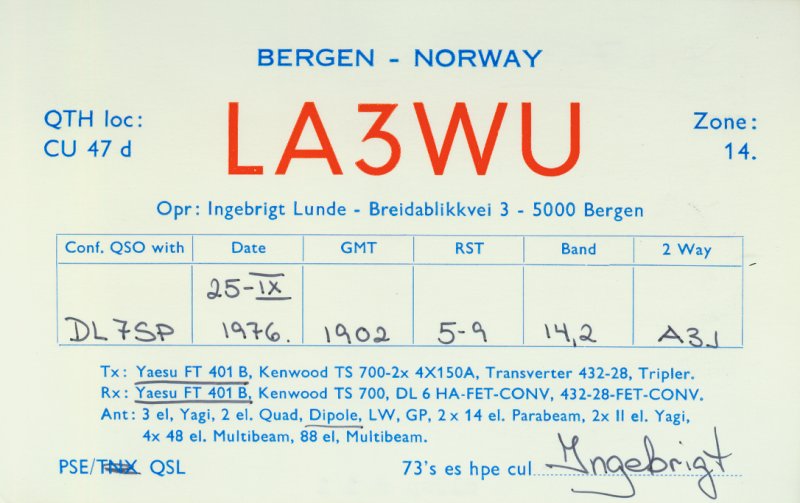 BERGEN - NORWAY
QTH loc:
CU 47 d
LA3WU
Zone:
14.
Opr: Ingebrigt Lunde - Breidablikkvei 3 - 5000 Bergen
Conf. QSO with Date GMT RST Band 2 Way
25-IX
DL7SP 1976. 1902 5-9 14,2 A3J
Tx: Yaesu FT 401 B, Kenwood TS 700-2x 4X150A, Transverter 432-28, Tripler.
Rx: Yaesu FT 401 B, Kenwood TS 700, DL 6 HA-FET-CONV, 432-28-FET-CONV.
Ant: 3 el, Yagi, 2 el. Quad, Dipole, LW, GP, 2 x 14 el. Parabeam, 2x II el. Yagi,
4x 48 el. Multibeam, 88 el, Multibeam.
PSE/TNX QSL 73's es hpe cul Ingebrigt